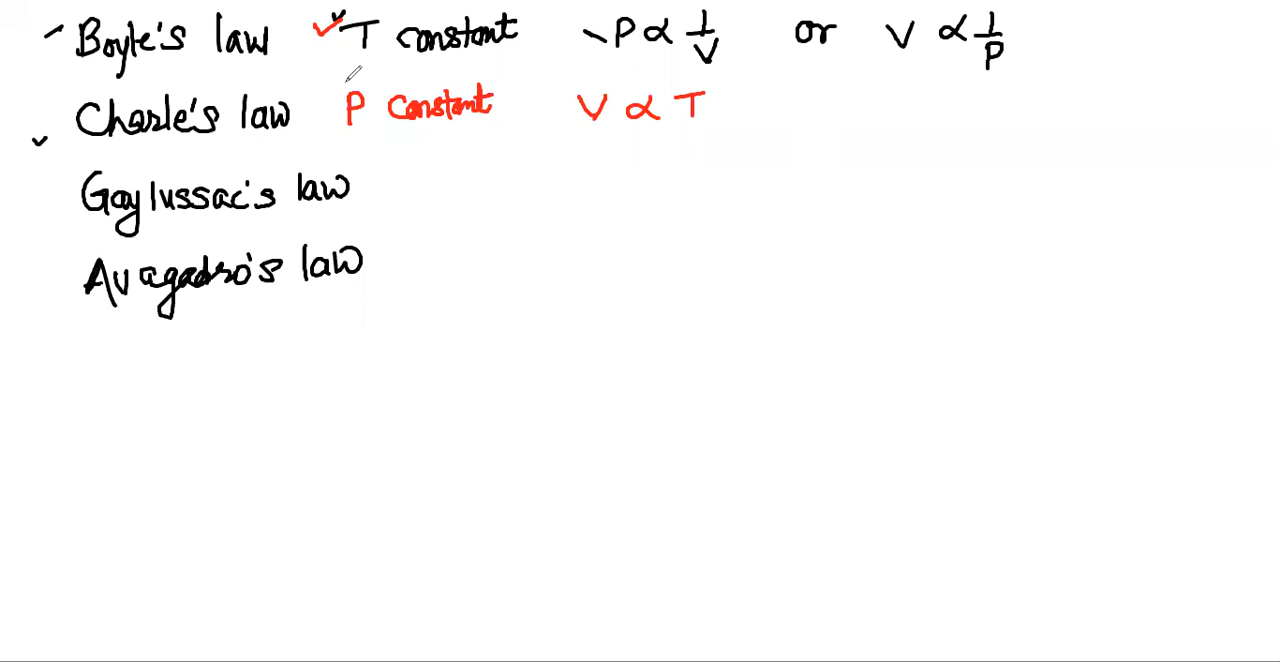 Boyle's law T constant P ∝ 1/V or V ∝ 1/P
Charle's law P constant V ∝ T
Gaylussac's law
Avagadro's law